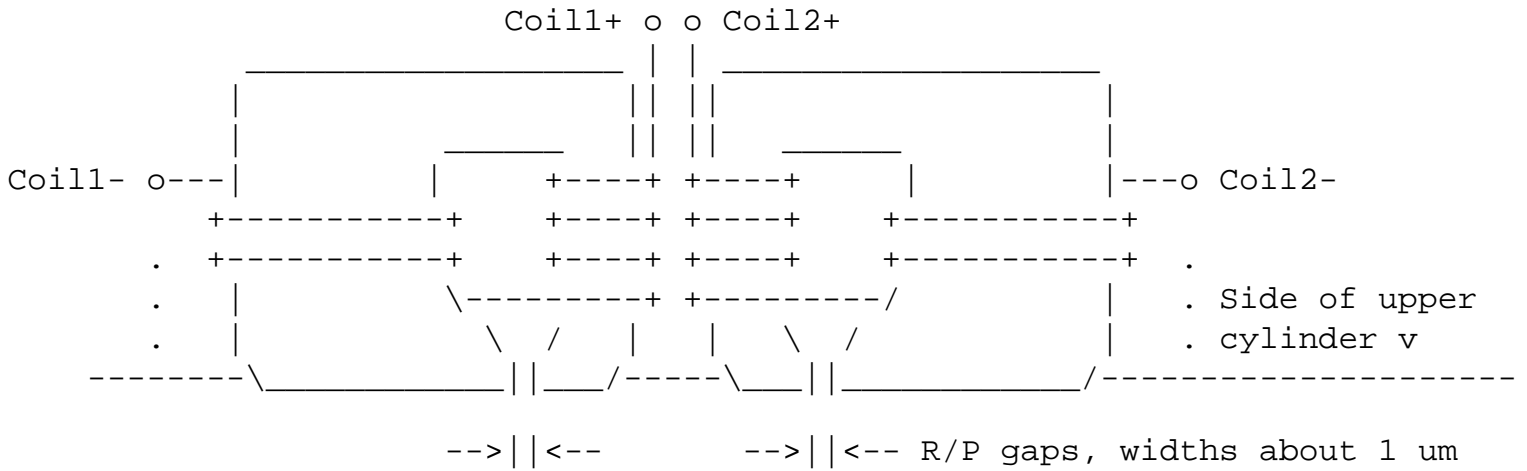 Coil1+ o o Coil2+
Coil1- o---| |---o Coil2-
. Side of upper
. cylinder v
-->||<-- -->||<-- R/P gaps, widths about 1 um